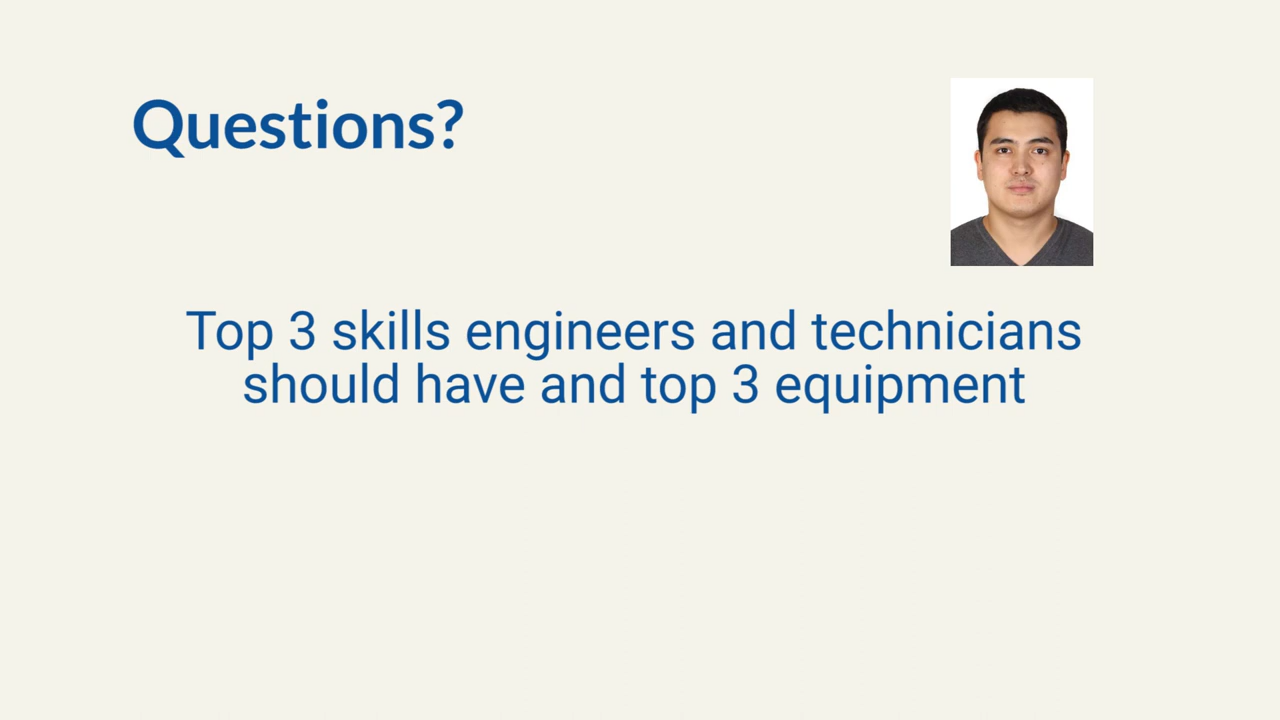 Questions?
Top 3 skills engineers and technicians
should have and top 3 equipment